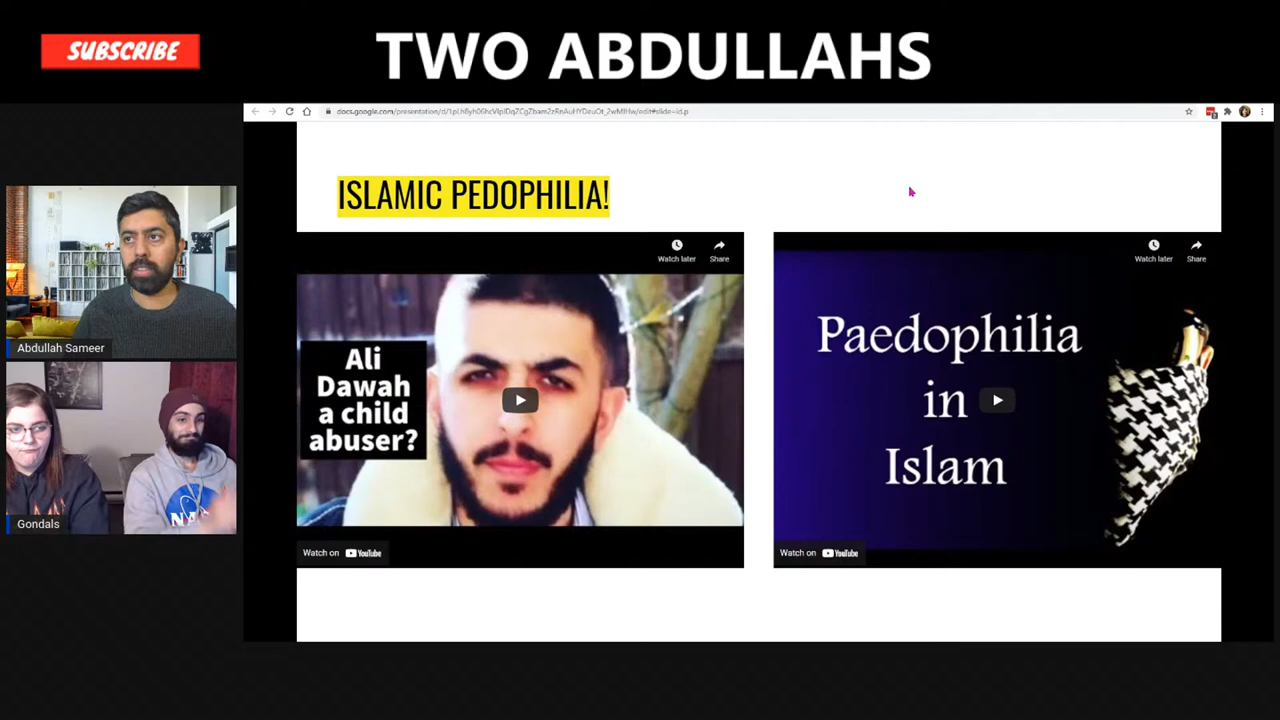 SUBSCRIBE
TWO ABDULLAHS
ISLAMIC PEDOPHILIA!
Watch later
Share
Watch later
Share
Ali
Dawah
a child
abuser?
Paedophilia
in
Islam
Abdullah Sameer
NAS
Gondals
Watch on YouTube
Watch on YouTube